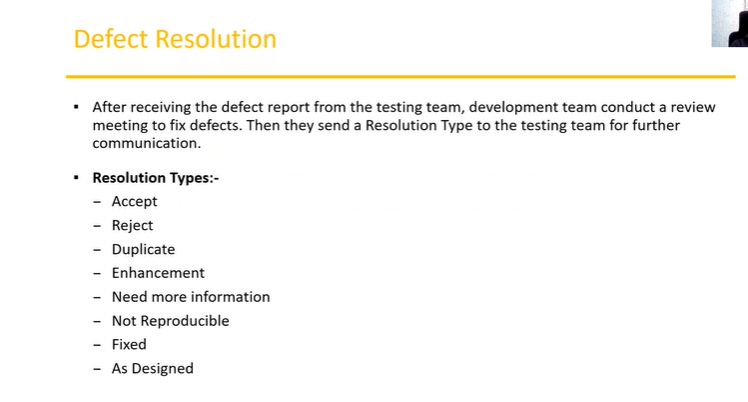 Defect Resolution
▪ After receiving the defect report from the testing team, development team conduct a review
meeting to fix defects. Then they send a Resolution Type to the testing team for further
communication.
▪ Resolution Types:-
– Accept
– Reject
– Duplicate
– Enhancement
– Need more information
– Not Reproducible
– Fixed
– As Designed